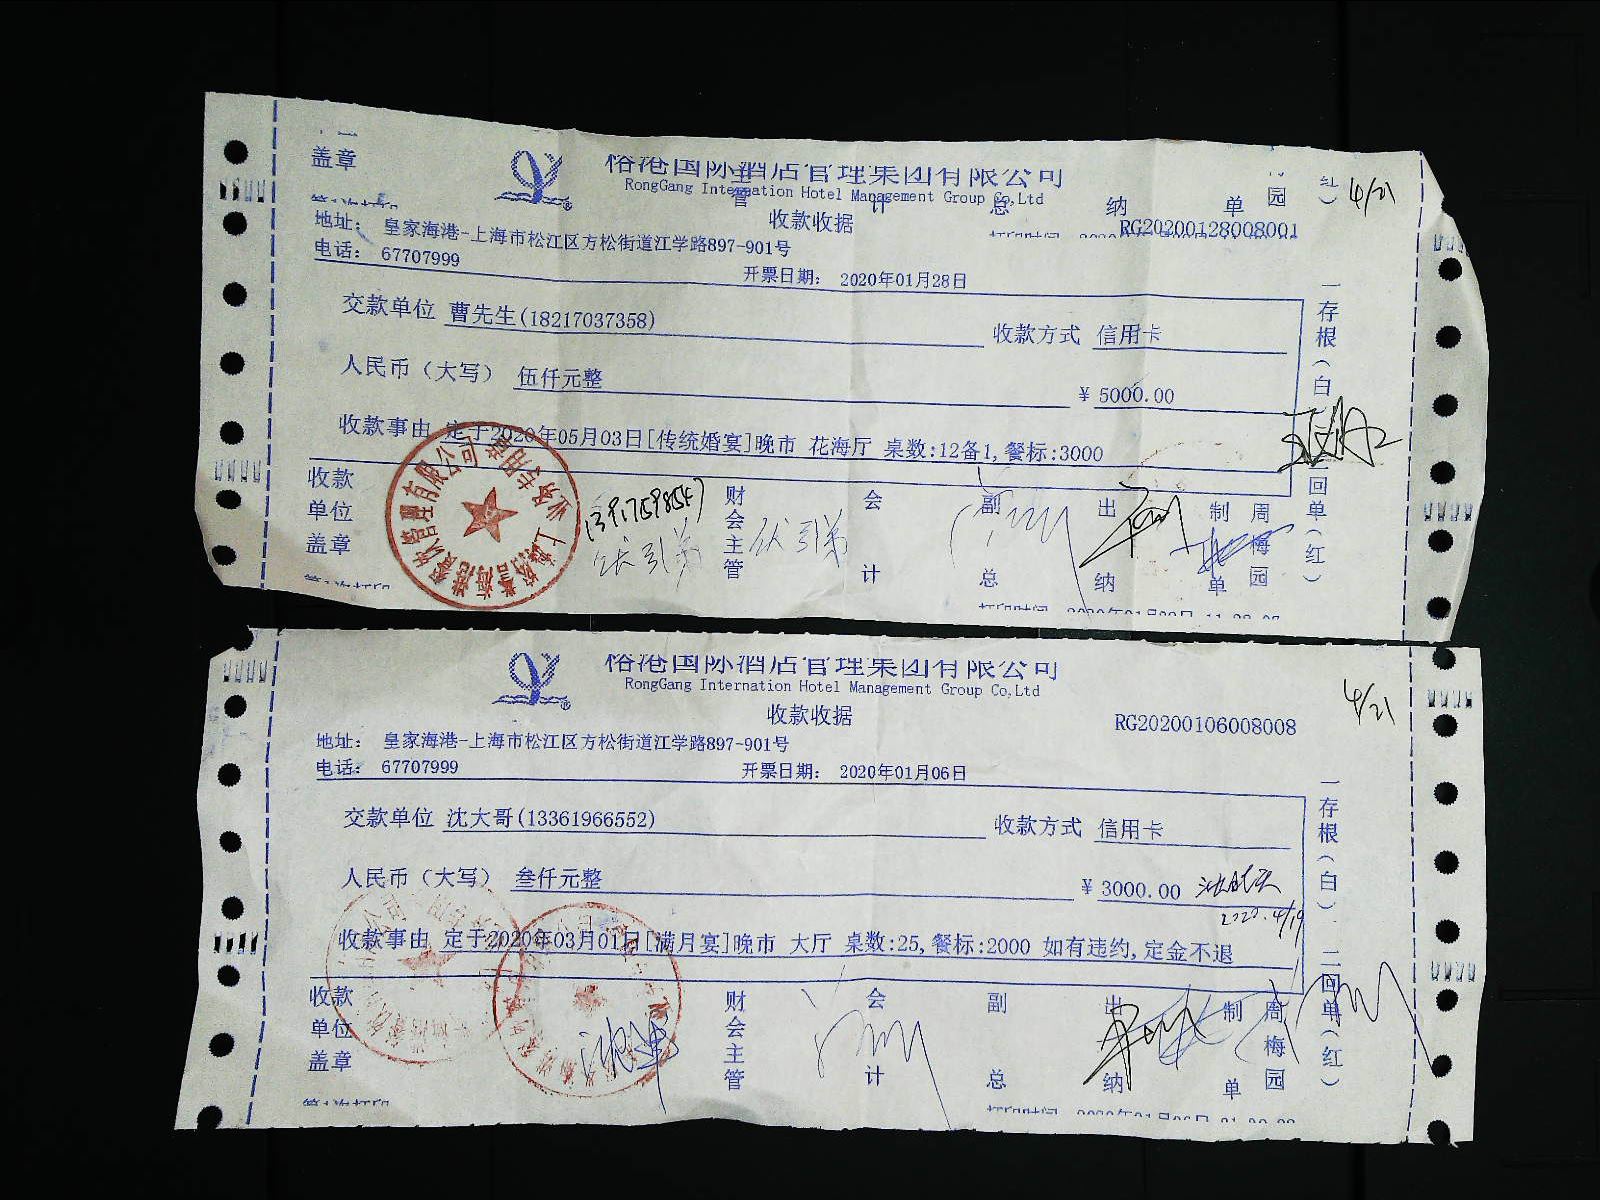 盖章
榕港国际酒店管理集团有限公司
RongGang Internation Hotel Management Group Co,Ltd
管 计 总 纳 单 园 红）
4/21
收款收据
RG20200128008001
地址： 皇家海港-上海市松江区方松街道江学路897-901号
电话： 67707999
开票日期： 2020年01月28日
交款单位 曹先生(18217037358)
收款方式 信用卡
人民币（大写） 伍仟元整
¥ 5000.00
收款事由 定于2020年05月03日[传统婚宴]晚市 花海厅 桌数:12备1,餐标:3000
收款单位盖章
财会主管
会计
副总
出纳
制单
周梅园
一存根（白）
二回单（红）
榕港国际酒店管理集团有限公司
RongGang Internation Hotel Management Group Co,Ltd
4/21
收款收据
RG20200106008008
地址： 皇家海港-上海市松江区方松街道江学路897-901号
电话： 67707999
开票日期： 2020年01月06日
交款单位 沈大哥(13361966552)
收款方式 信用卡
人民币（大写） 叁仟元整
¥ 3000.00
2020.4/19
收款事由 定于2020年03月01日[满月宴]晚市 大厅 桌数:25,餐标:2000 如有违约,定金不退
收款单位盖章
财会主管
会计
副总
出纳
制单
周梅园
一存根（白）
二回单（红）